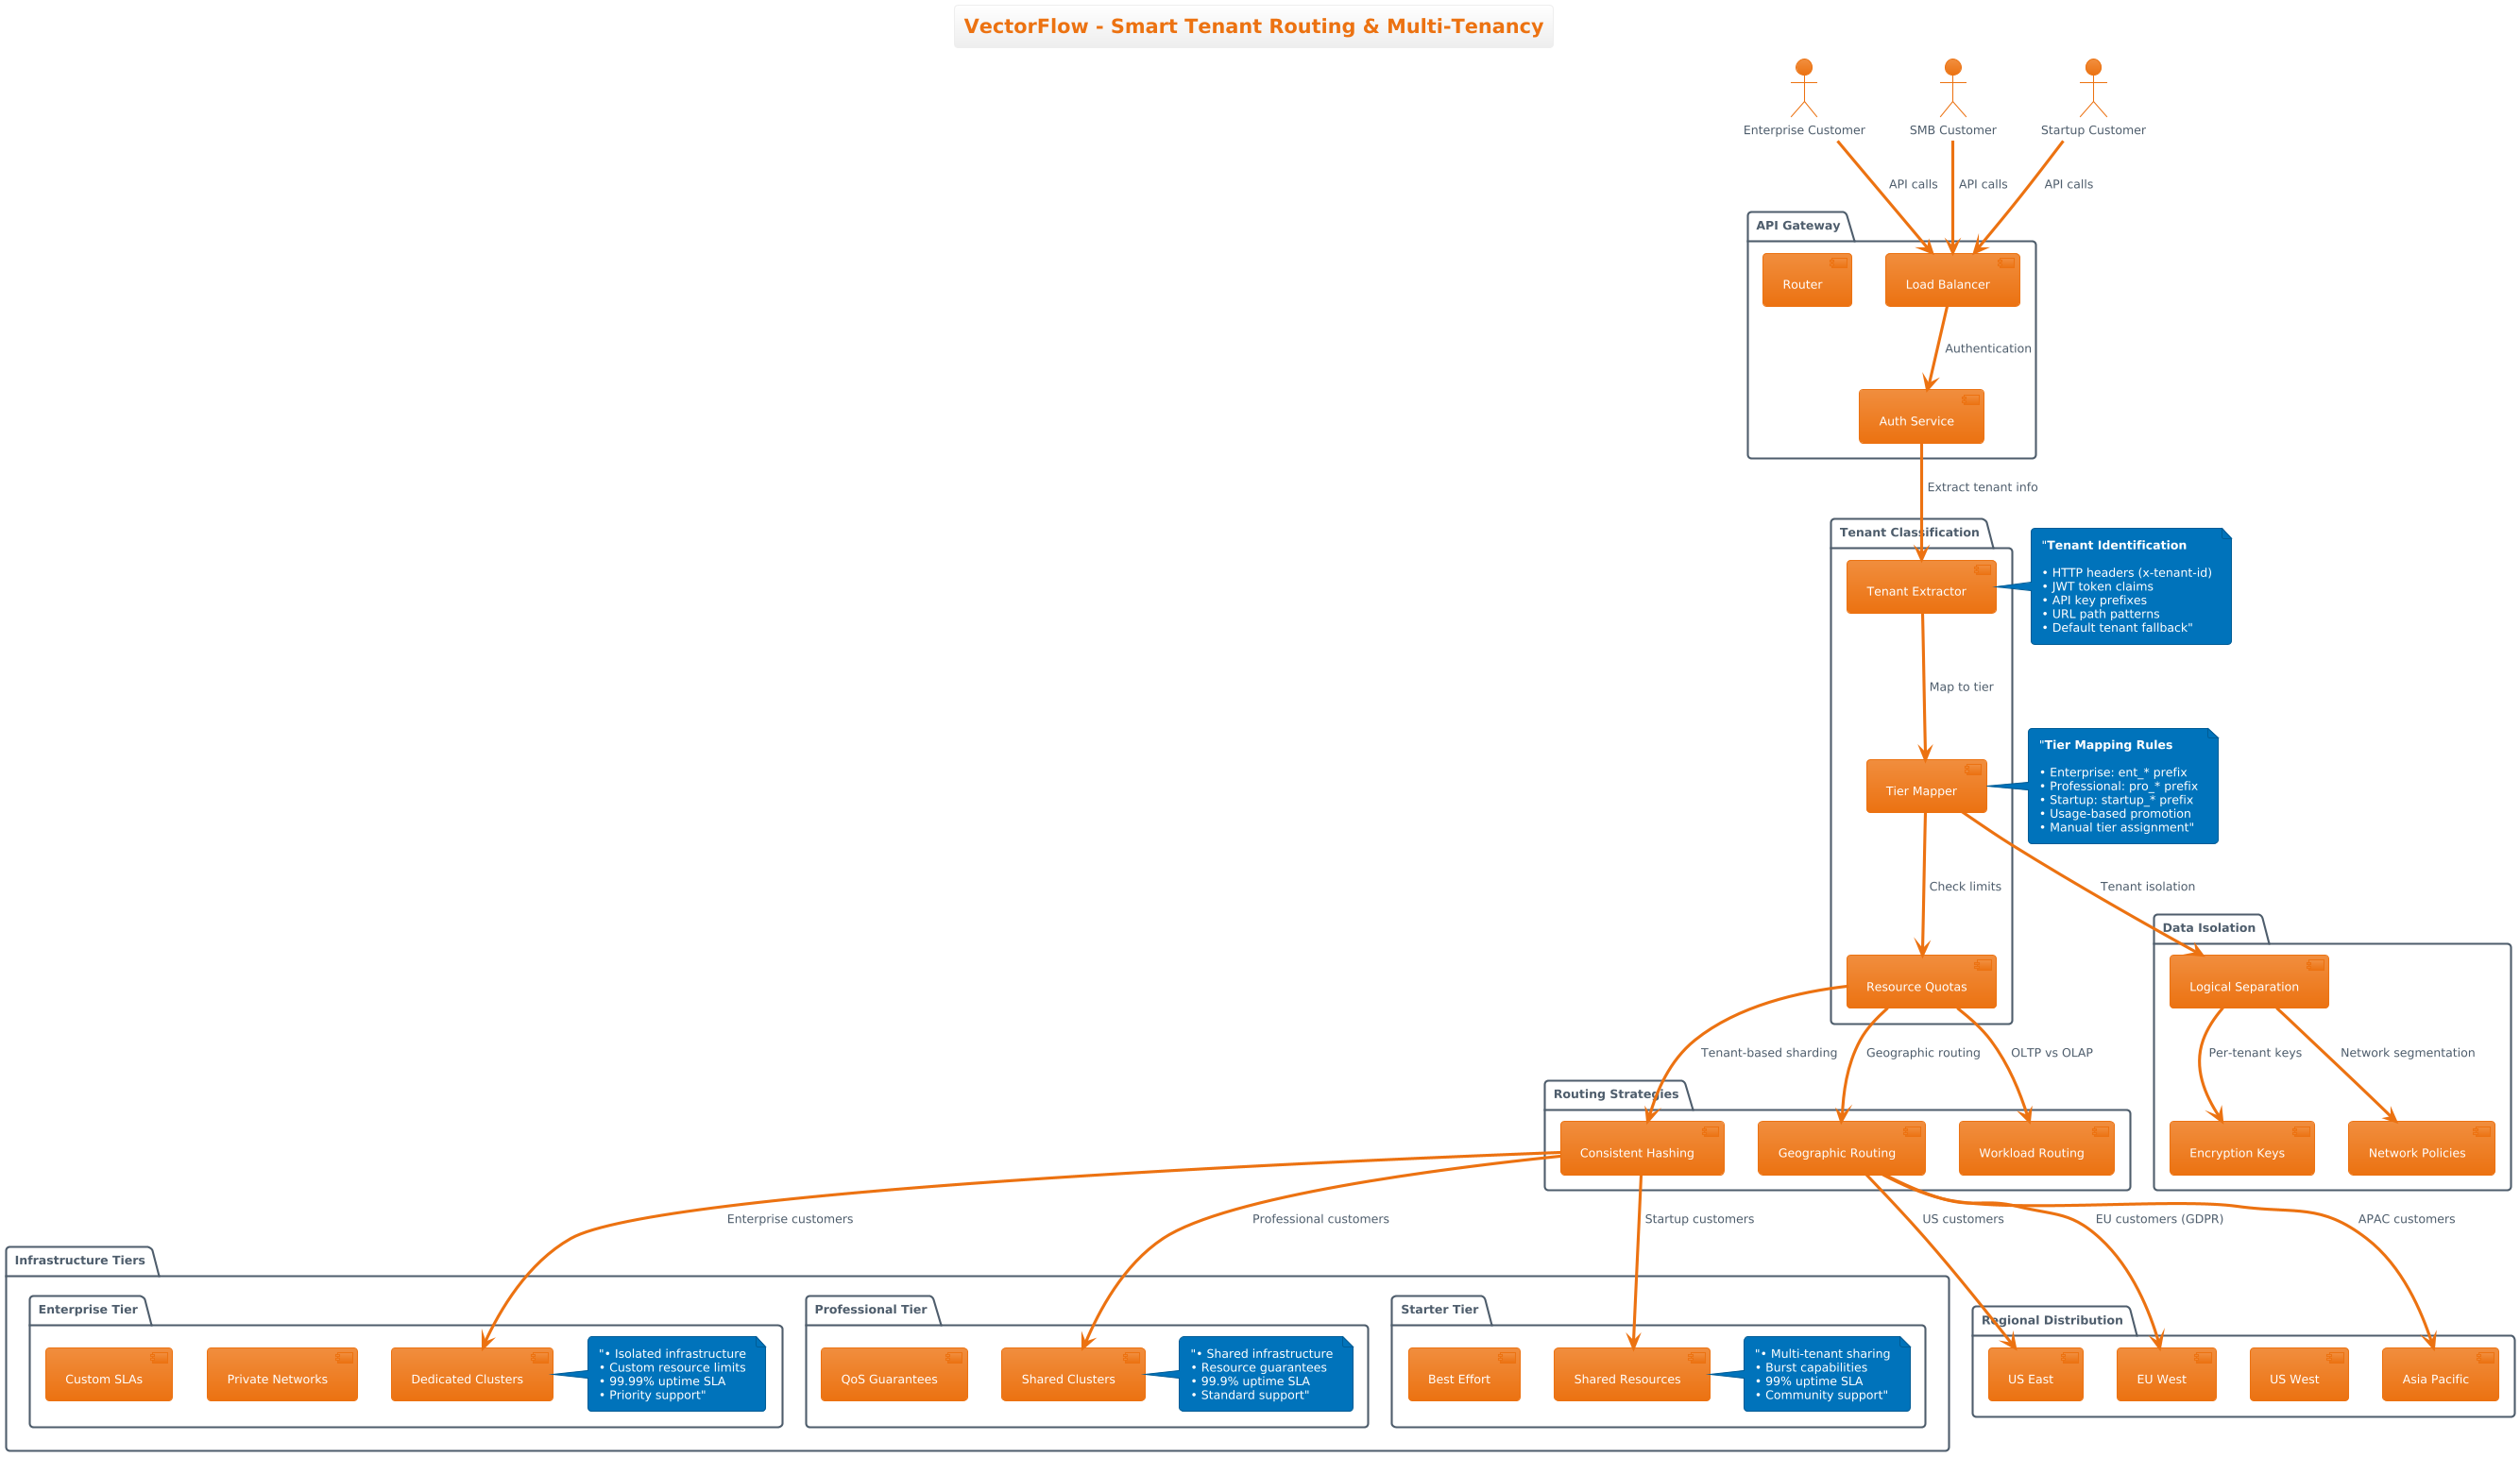 VectorFlow - Smart Tenant Routing & Multi-Tenancy
Enterprise Customer
SMB Customer
Startup Customer
API calls
API calls
API calls
API Gateway
Router
Load Balancer
Authentication
Auth Service
Extract tenant info
Tenant Classification
Tenant Extractor
"Tenant Identification
• HTTP headers (x-tenant-id)
• JWT token claims
• API key prefixes
• URL path patterns
• Default tenant fallback"
Map to tier
Tier Mapper
"Tier Mapping Rules
• Enterprise: ent_* prefix
• Professional: pro_* prefix
• Startup: startup_* prefix
• Usage-based promotion
• Manual tier assignment"
Check limits
Tenant isolation
Data Isolation
Resource Quotas
Logical Separation
Tenant-based sharding
Geographic routing
OLTP vs OLAP
Per-tenant keys
Network segmentation
Routing Strategies
Consistent Hashing
Geographic Routing
Workload Routing
Encryption Keys
Network Policies
Enterprise customers
Professional customers
Startup customers
US customers
EU customers (GDPR)
APAC customers
Infrastructure Tiers
Enterprise Tier
Custom SLAs
Private Networks
Dedicated Clusters
"• Isolated infrastructure
• Custom resource limits
• 99.99% uptime SLA
• Priority support"
Professional Tier
QoS Guarantees
Shared Clusters
"• Shared infrastructure
• Resource guarantees
• 99.9% uptime SLA
• Standard support"
Starter Tier
Best Effort
Shared Resources
"• Multi-tenant sharing
• Burst capabilities
• 99% uptime SLA
• Community support"
Regional Distribution
US East
EU West
US West
Asia Pacific